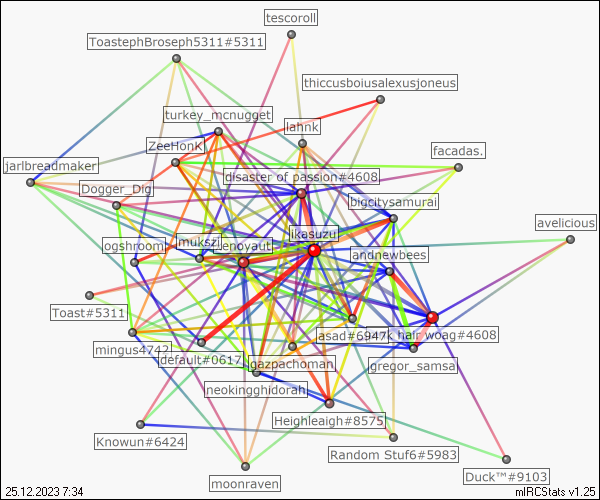 tescoroll
ToastephBroseph5311#5311
thiccusboiusalexusjoneus
turkey_mcnugget
lahnk
ZeeHonK
facadas.
jarlbreadmaker
disaster of passion#4608
Dogger_Dig
bigcitysamurai
avelicious
ikasuzu
ogshroom
mukszi
lenoyaut
andnewbees
Toast#5311
asad#6947
hair woag#4608
mingus4742
default#0617
gazpachoman
gregor_samsa
neokingghidorah
Heighleaigh#8575
Knowun#6424
Random Stuf6#5983
moonraven
Duck™#9103
25.12.2023 7:34
mIRCStats v1.25